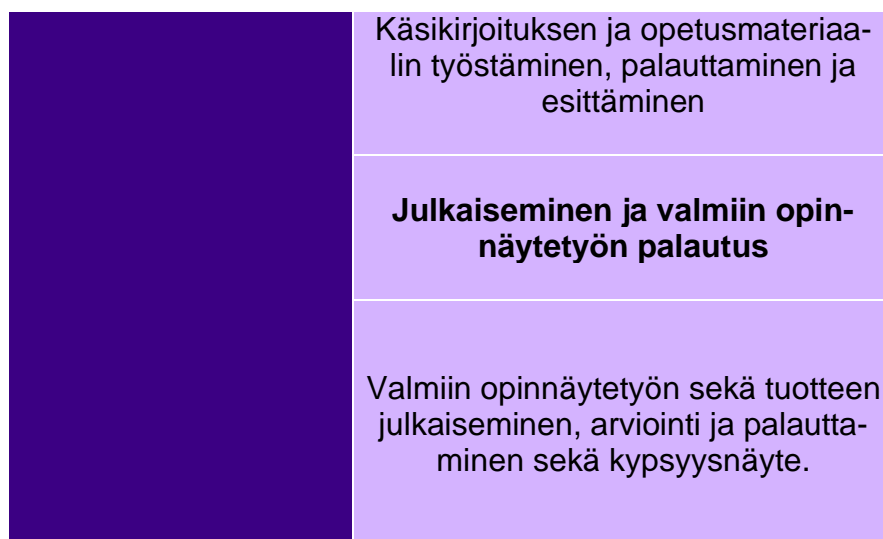 Käsikirjoituksen ja opetusmateriaa-
lin työstäminen, palauttaminen ja
esittäminen
Julkaiseminen ja valmiin opin-
näytetyön palautus
Valmiin opinnäytetyön sekä tuotteen
julkaiseminen, arviointi ja palautta-
minen sekä kypsyysnäyte.